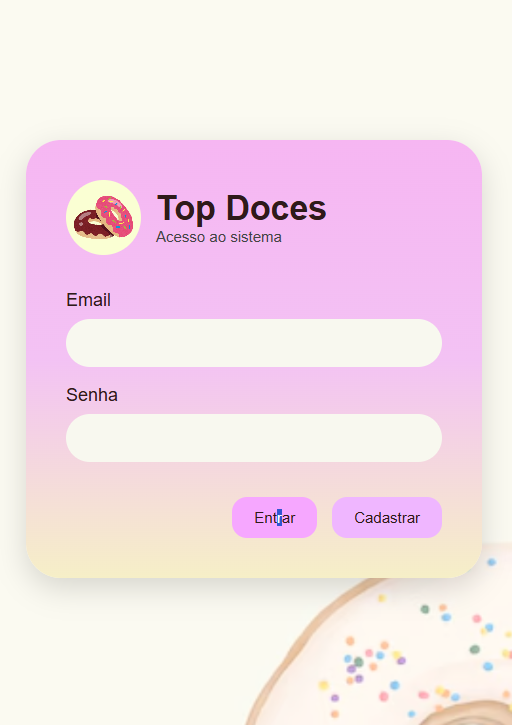 Top Doces
Acesso ao sistema
Email
Senha
Entrar
Cadastrar